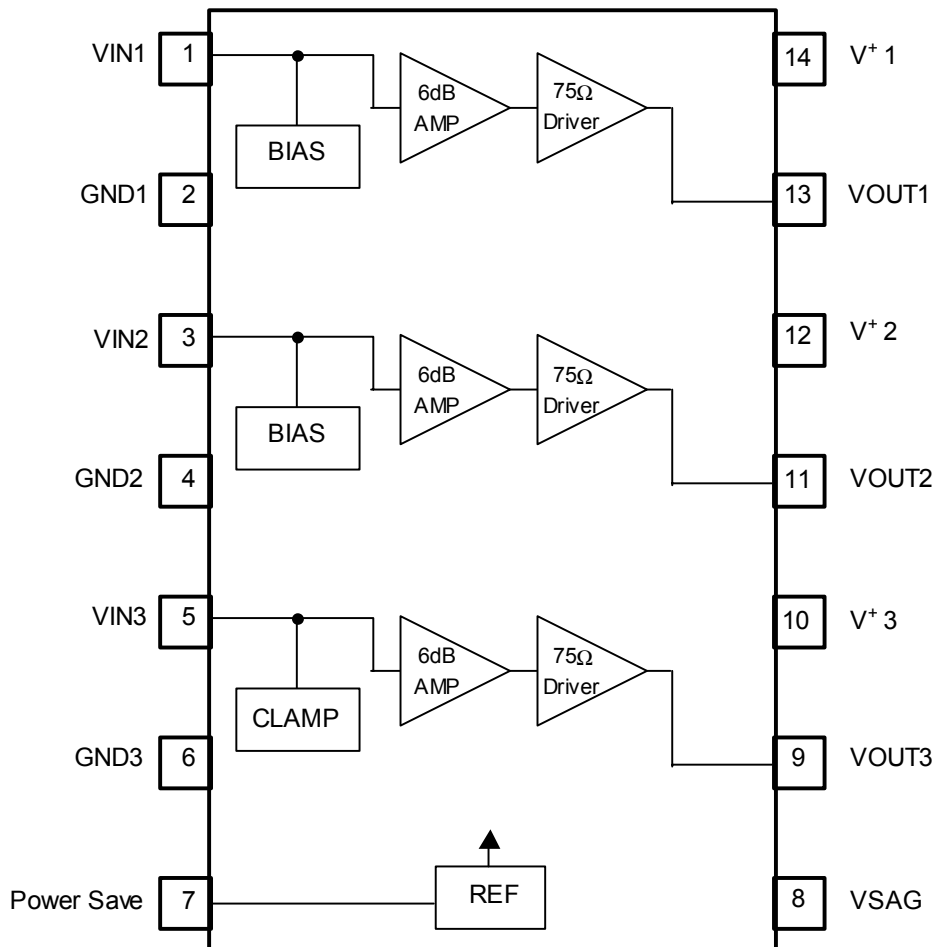 VIN1 1 14 V+ 1
6dB
AMP
75Ω
Driver
BIAS
GND1 2 13 VOUT1
VIN2 3 12 V+ 2
6dB
AMP
75Ω
Driver
BIAS
GND2 4 11 VOUT2
VIN3 5 10 V+ 3
6dB
AMP
75Ω
Driver
CLAMP
GND3 6 9 VOUT3
Power Save 7 REF 8 VSAG